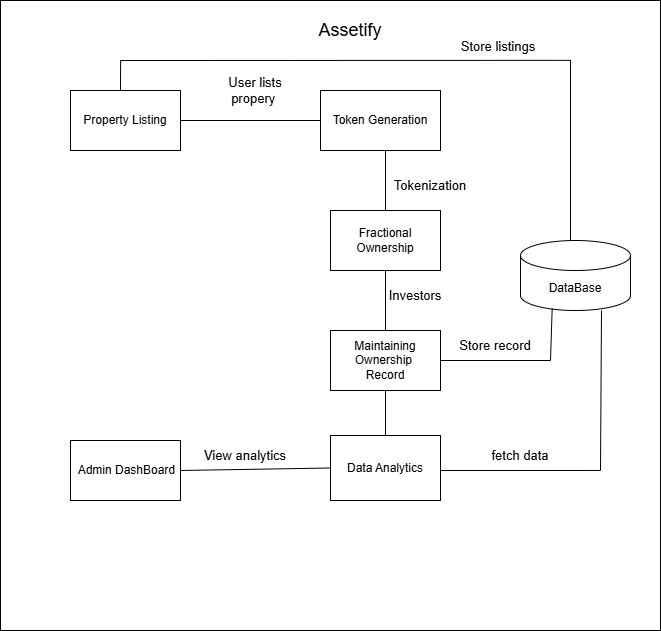 Assetify
Store listings
User lists
propery
Property Listing
Token Generation
Tokenization
Fractional
Ownership
DataBase
Investors
Maintaining
Ownership
Record
Store record
Admin DashBoard
View analytics
Data Analytics
fetch data